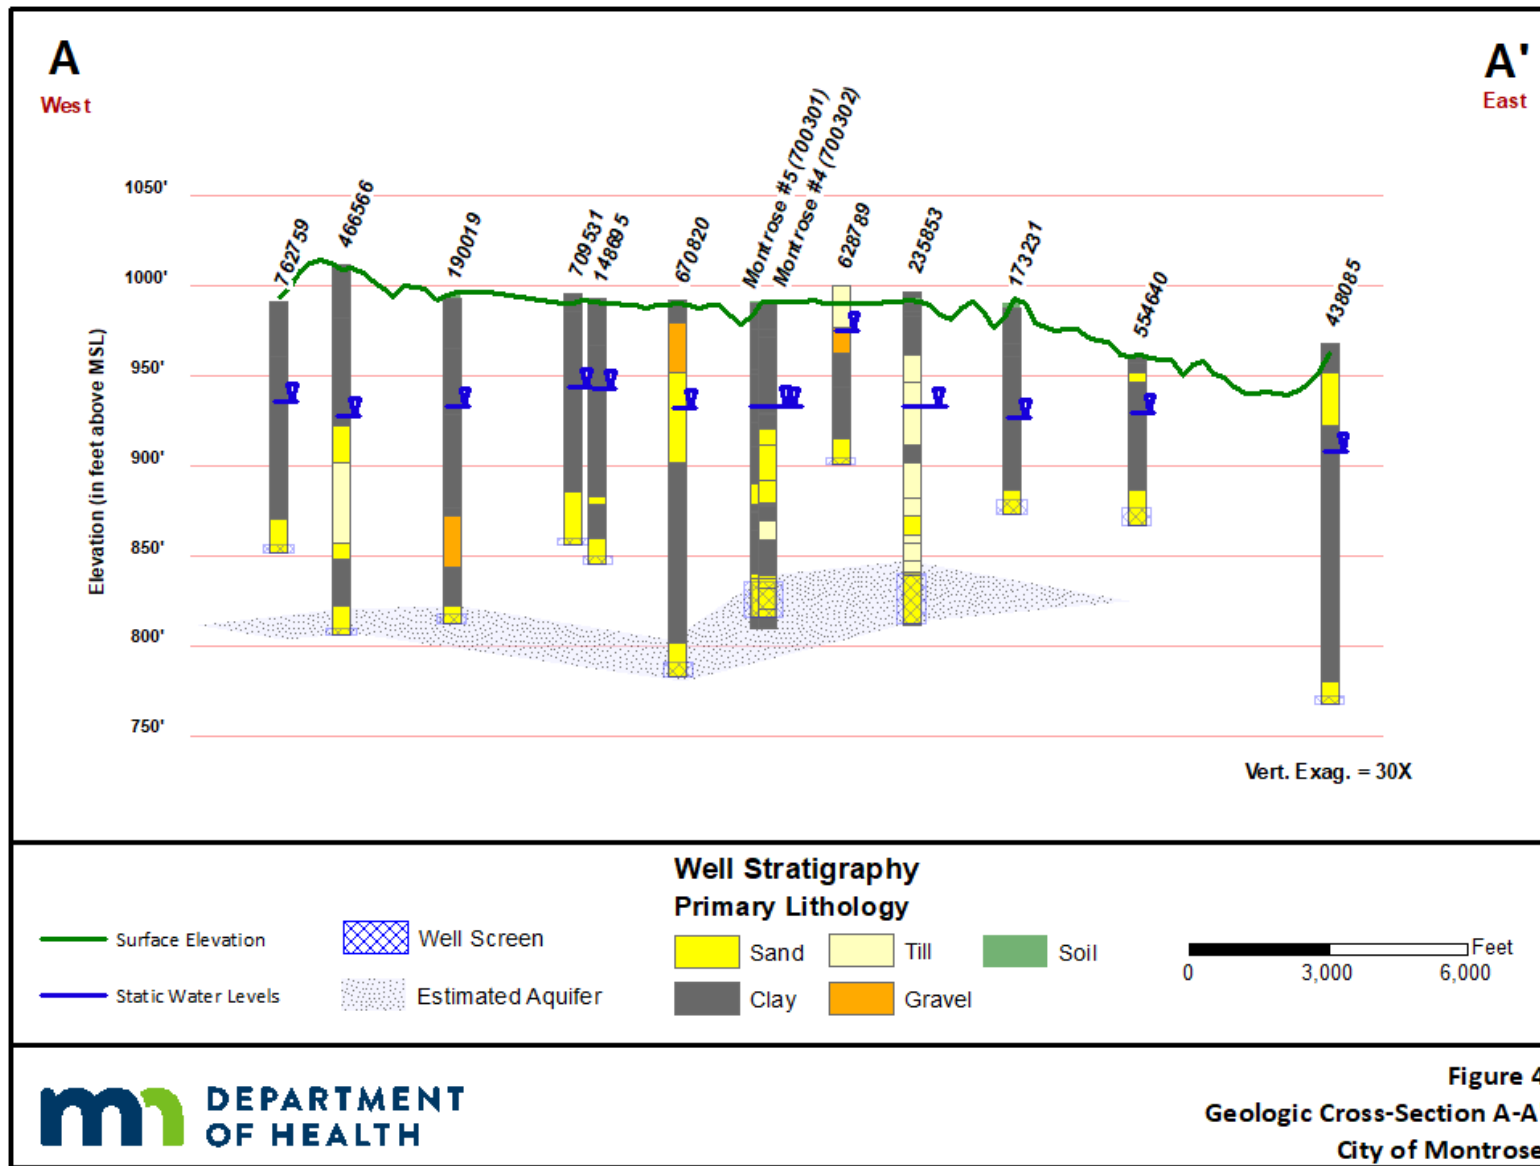 A
West
A'
East
762759
466566
190019
709531
148695
670820
Montrose #5 (700301)
Montrose #4 (700302)
628789
235853
173231
554640
438085
Elevation (in feet above MSL)
1050'
1000'
950'
900'
850'
800'
750'
Vert. Exag. = 30X
Well Stratigraphy
Primary Lithology
Surface Elevation
Well Screen
Sand
Till
Soil
Feet
0
3,000
6,000
Static Water Levels
Estimated Aquifer
Clay
Gravel
mn DEPARTMENT
OF HEALTH
Figure 4
Geologic Cross-Section A-A
City of Montrose